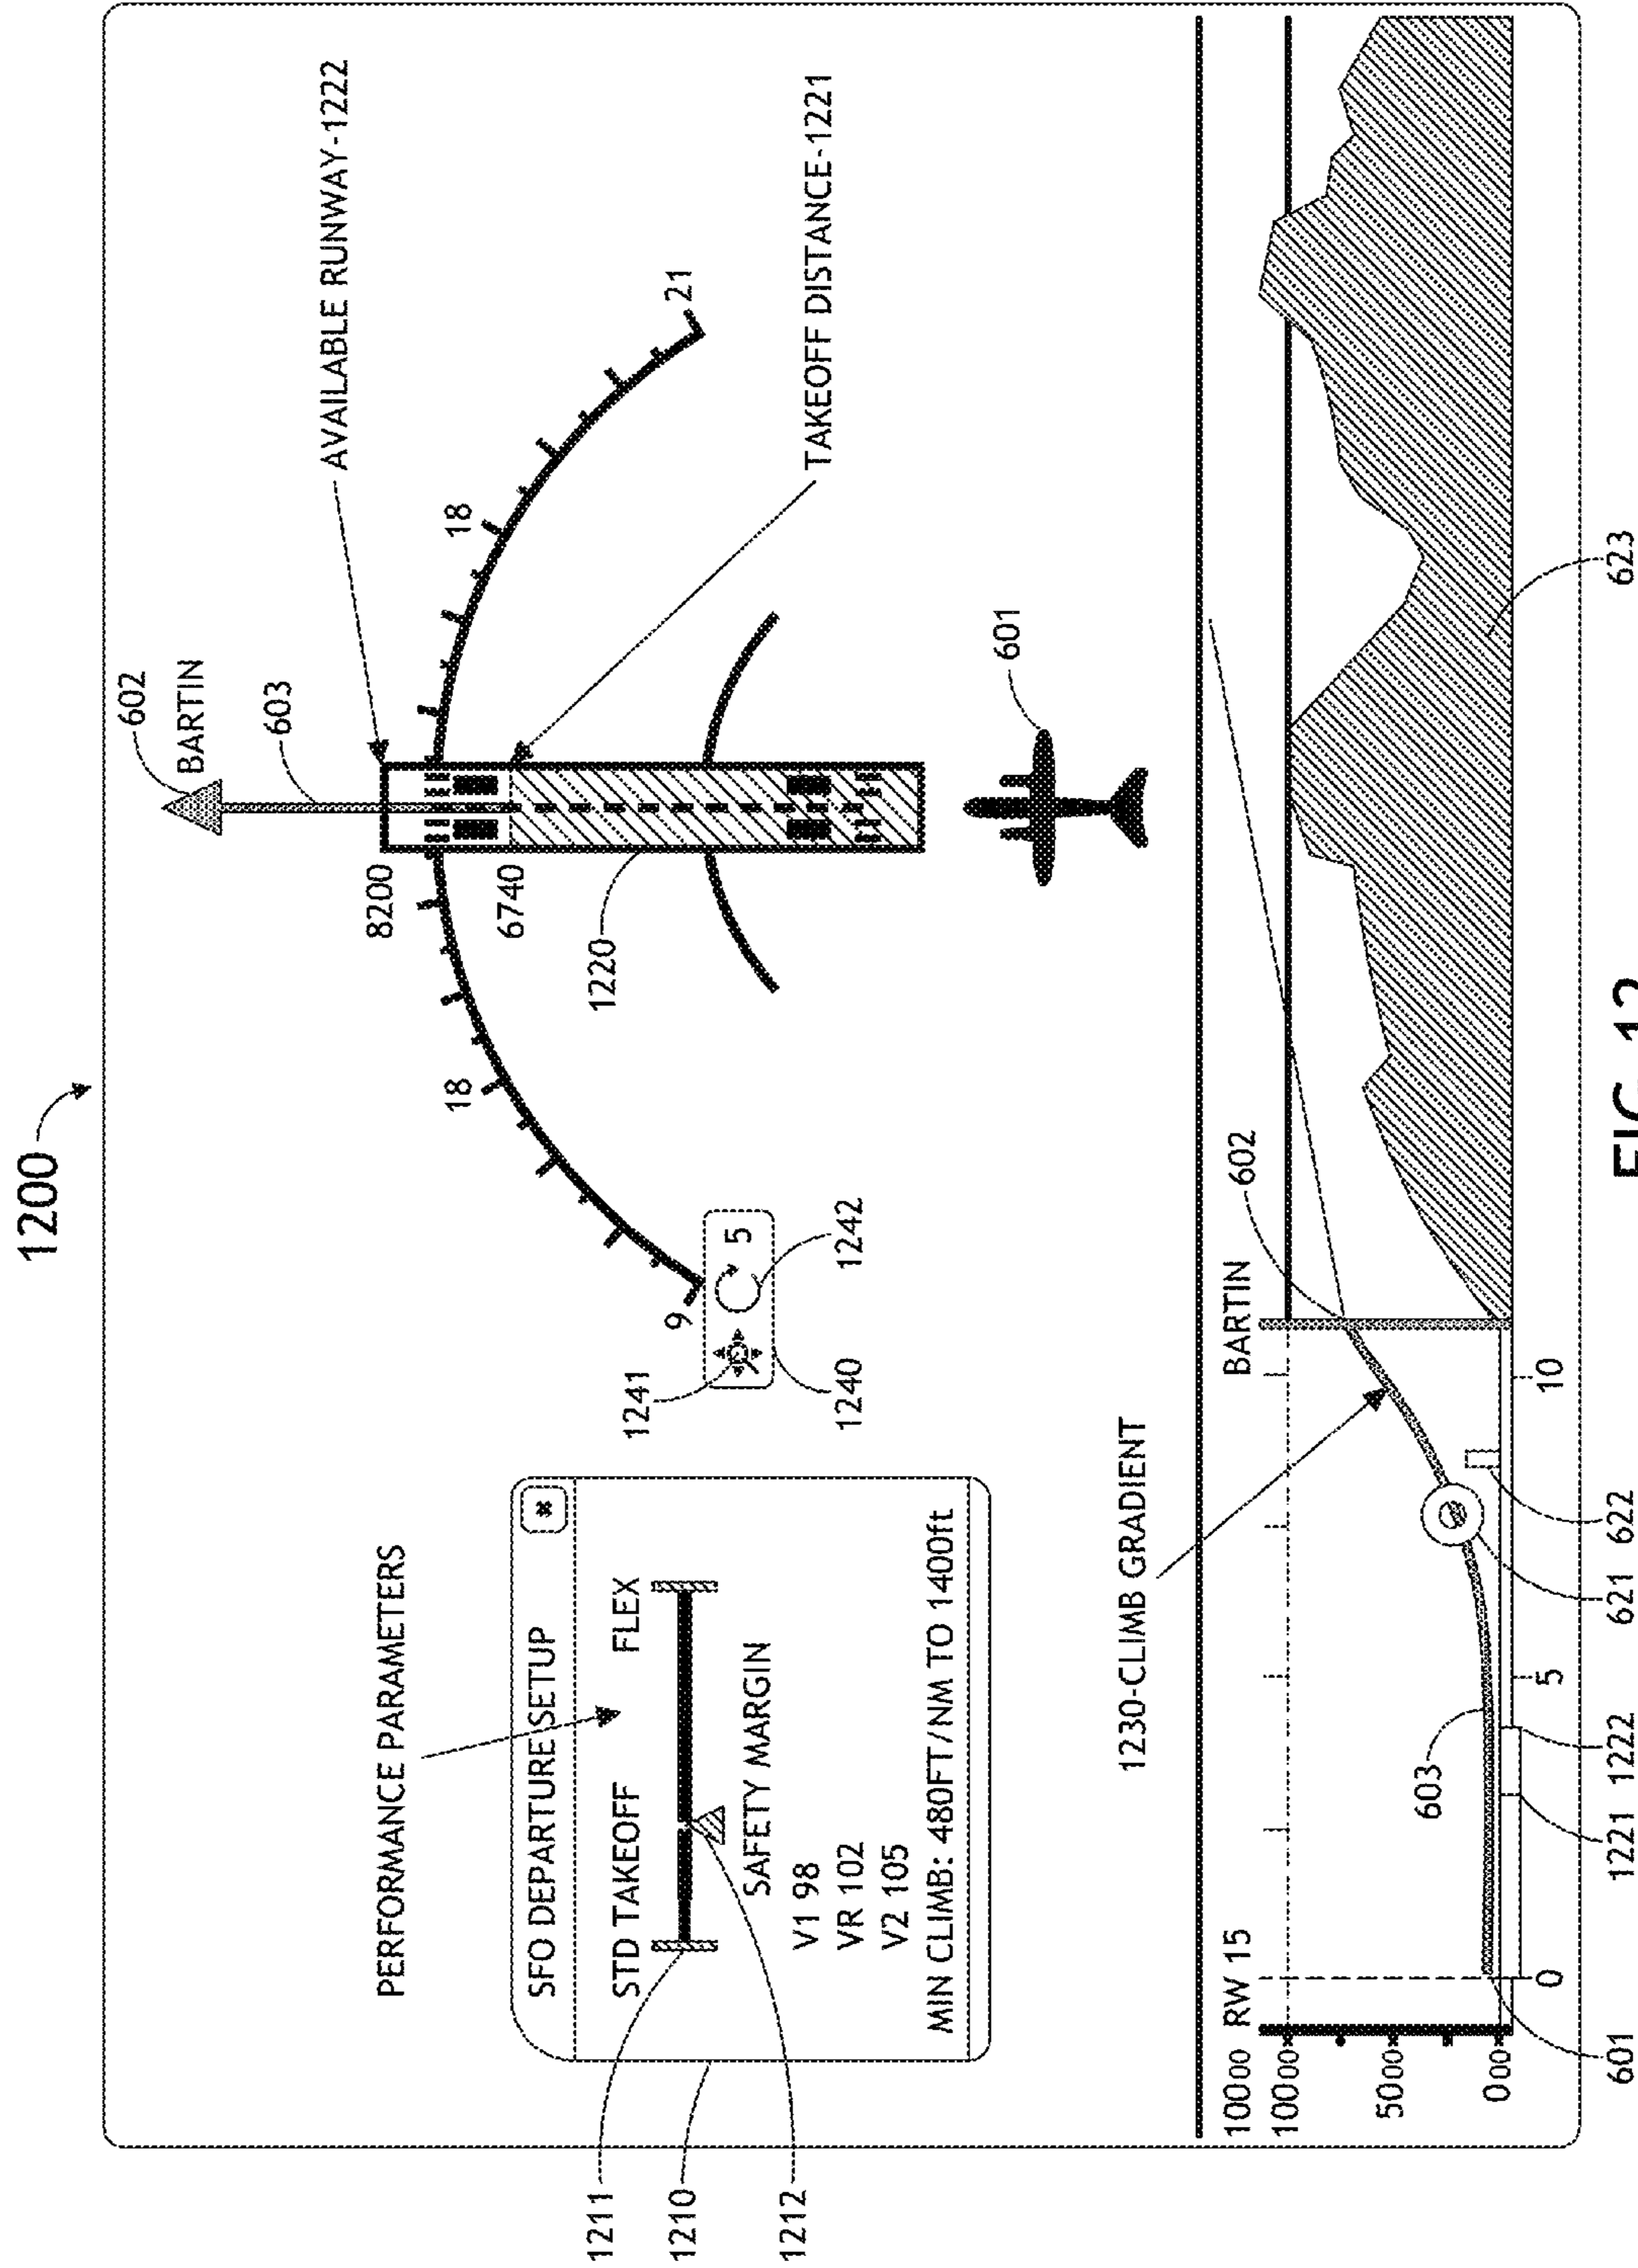 1200
602
BARTIN
603
AVAILABLE RUNWAY-1222
8200
6740
18
18
21
9
1220
TAKEOFF DISTANCE-1221
601
1241
5
1242
1240
PERFORMANCE PARAMETERS
SFO DEPARTURE SETUP
STD TAKEOFF FLEX
SAFETY MARGIN
V1 98
VR 102
V2 105
MIN CLIMB: 480FT/NM TO 1400ft
1211
1210
1212
1230-CLIMB GRADIENT
10000 RW 15
BARTIN
602
10000
5000
000
603
0
5
10
601
1221
1222
621
622
623
FIG. 12